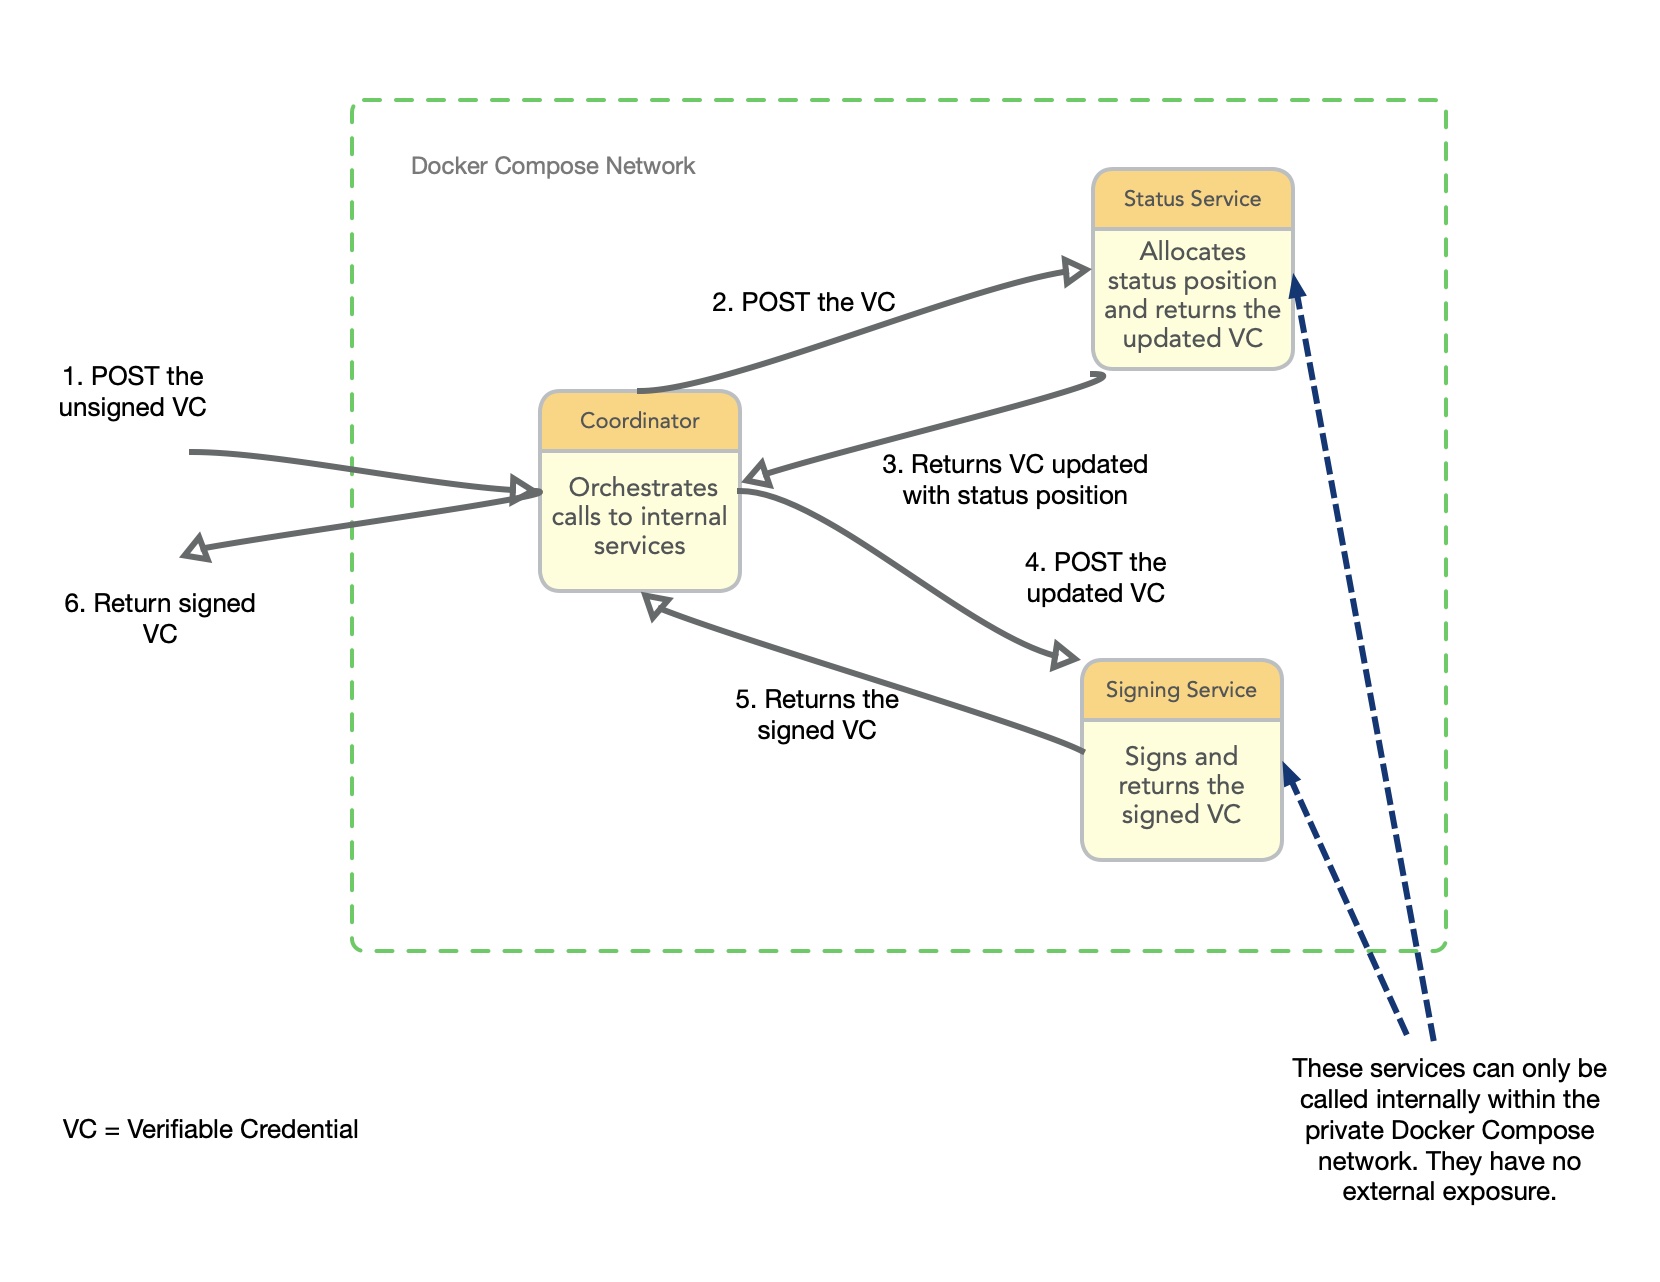 Docker Compose Network
Status Service
Allocates
status position
and returns the
updated VC
2. POST the VC
1. POST the
unsigned VC
Coordinator
Orchestrates
calls to internal
services
3. Returns VC updated
with status position
4. POST the
updated VC
6. Return signed
VC
5. Returns the
signed VC
Signing Service
Signs and
returns the
signed VC
These services can only be
called internally within the
private Docker Compose
network. They have no
external exposure.
VC = Verifiable Credential